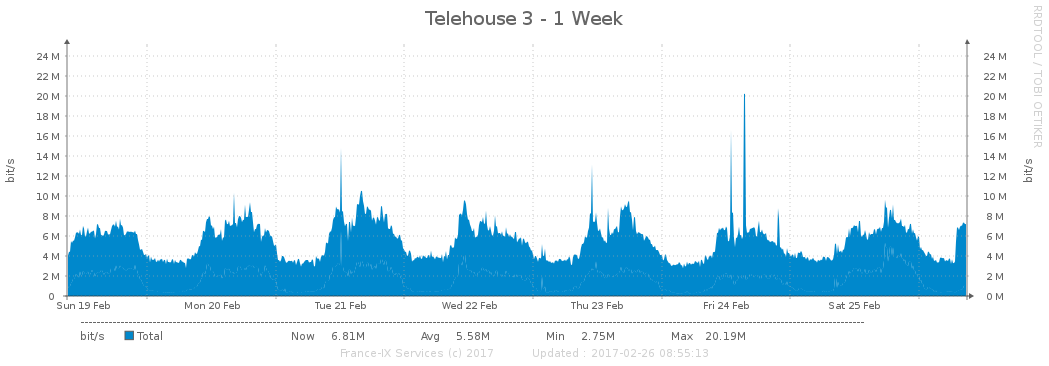 Telehouse 3 - 1 Week
RRDTOOL / TOBI OETIKER
bit/s
24 M 24 M
22 M 22 M
20 M 20 M
18 M 18 M
16 M 16 M
14 M 14 M
12 M 12 M
10 M 10 M
8 M 8 M
6 M 6 M
4 M 4 M
2 M 2 M
0 0 M
bit/s
Sun 19 Feb Mon 20 Feb Tue 21 Feb Wed 22 Feb Thu 23 Feb Fri 24 Feb Sat 25 Feb
bit/s Total Now 6.81M Avg 5.58M Min 2.75M Max 20.19M
France-IX Services (c) 2017 Updated : 2017-02-26 08:55:13